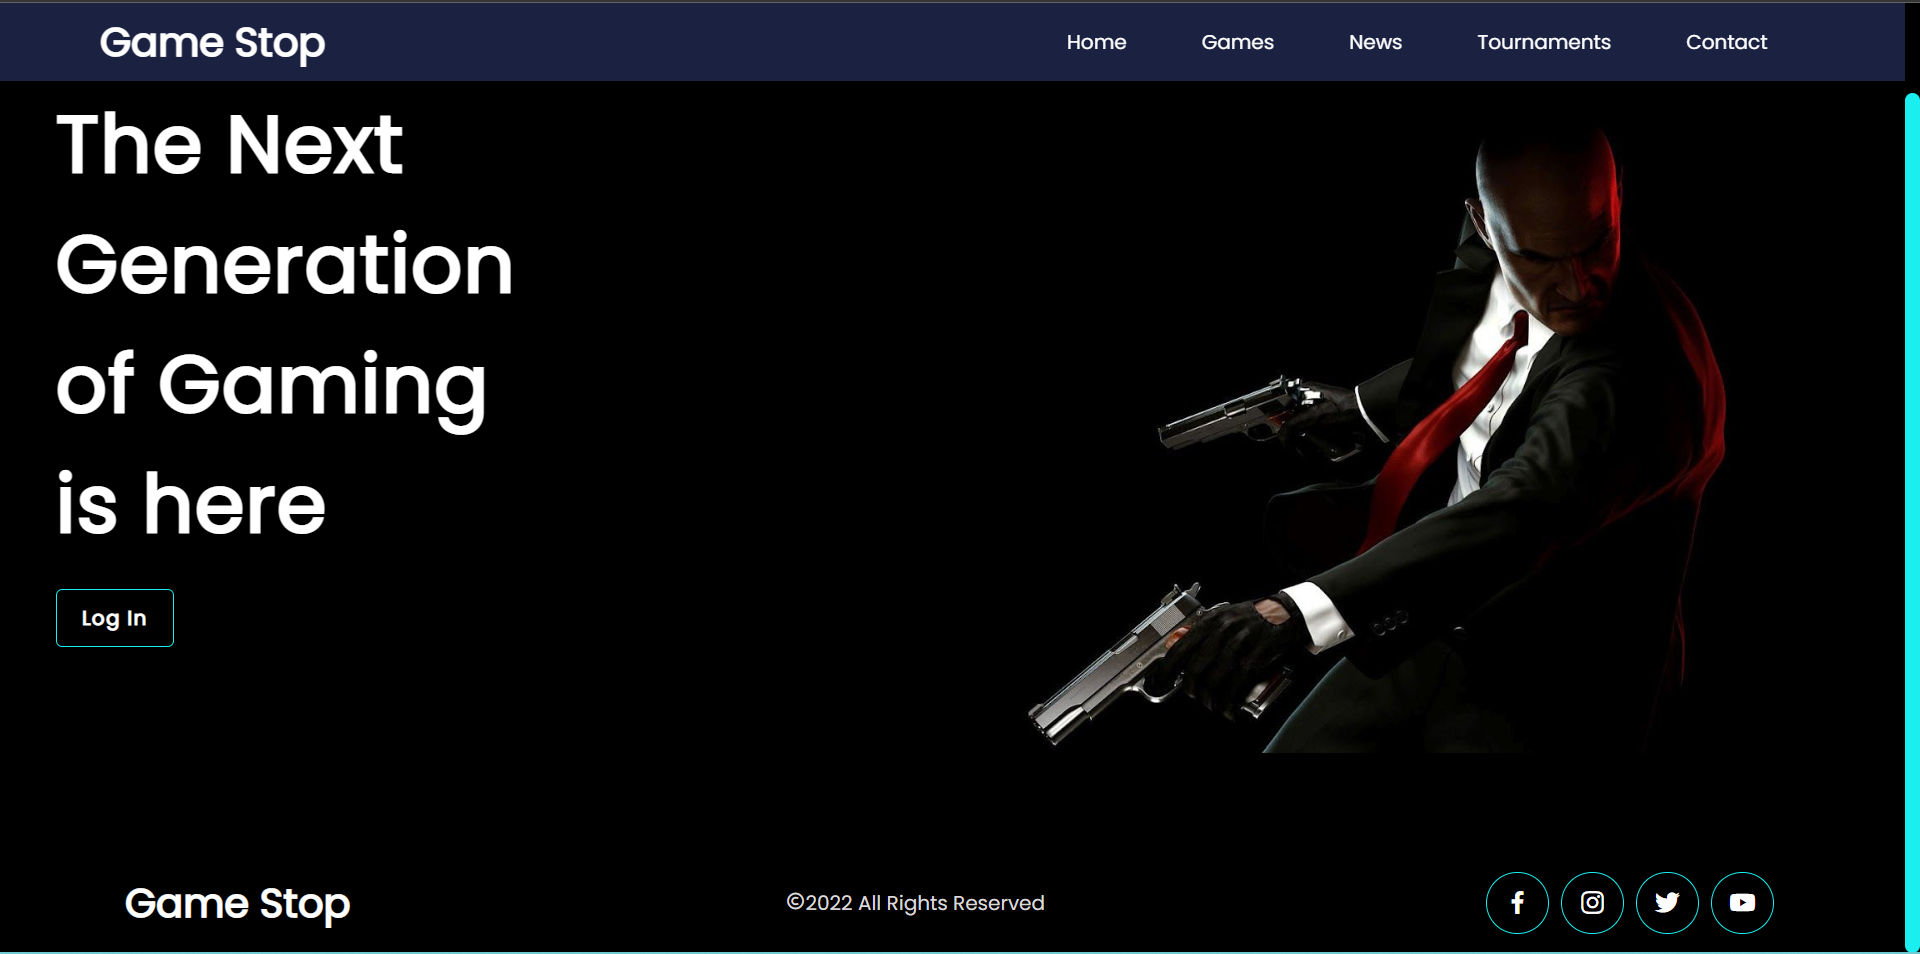 Game Stop
Home Games News Tournaments Contact
The Next
Generation
of Gaming
is here
Log In
Game Stop
©2022 All Rights Reserved